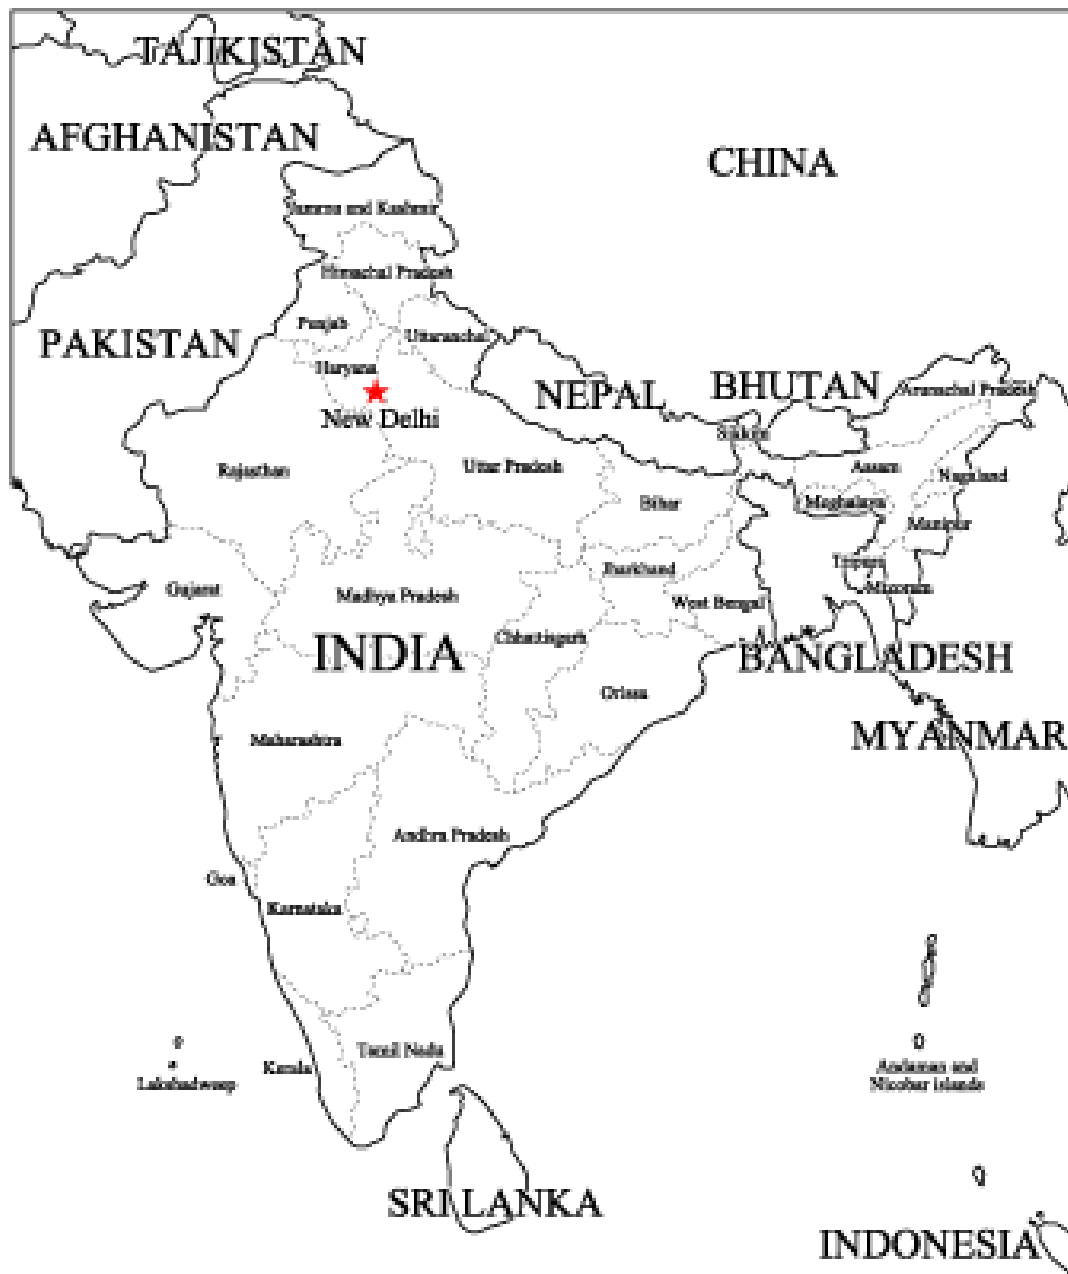 TAJIKISTAN
AFGHANISTAN
CHINA
Jammu and Kashmir
Himachal Pradesh
Punjab
Uttaranchal
PAKISTAN
Haryana
NEPAL
BHUTAN
Arunachal Pradesh
New Delhi
Sikkim
Rajasthan
Uttar Pradesh
Assam
Nagaland
Bihar
Meghalaya
Manipur
Tripura
Jharkhand
Gujarat
Madhya Pradesh
Mizoram
West Bengal
Chhattisgarh
INDIA
BANGLADESH
Orissa
MYANMAR
Maharashtra
Andhra Pradesh
Goa
Karnataka
Tamil Nadu
Kerala
Lakshadweep
Andaman and
Nicobar islands
SRI LANKA
INDONESIA